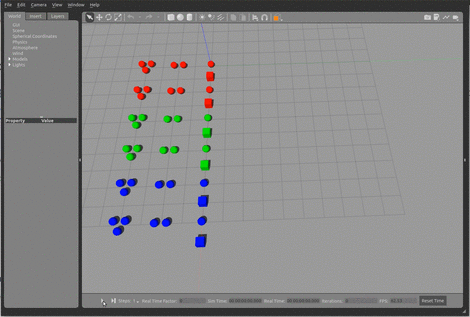 File Edit Camera View Window Help
World Insert Layers
GUI
Scene
Spherical Coordinates
Physics
Atmosphere
Wind
Models
Lights
Property Value
Steps: Real Time Factor: Sim Time: Real Time: Iterations: FPS: Reset Time